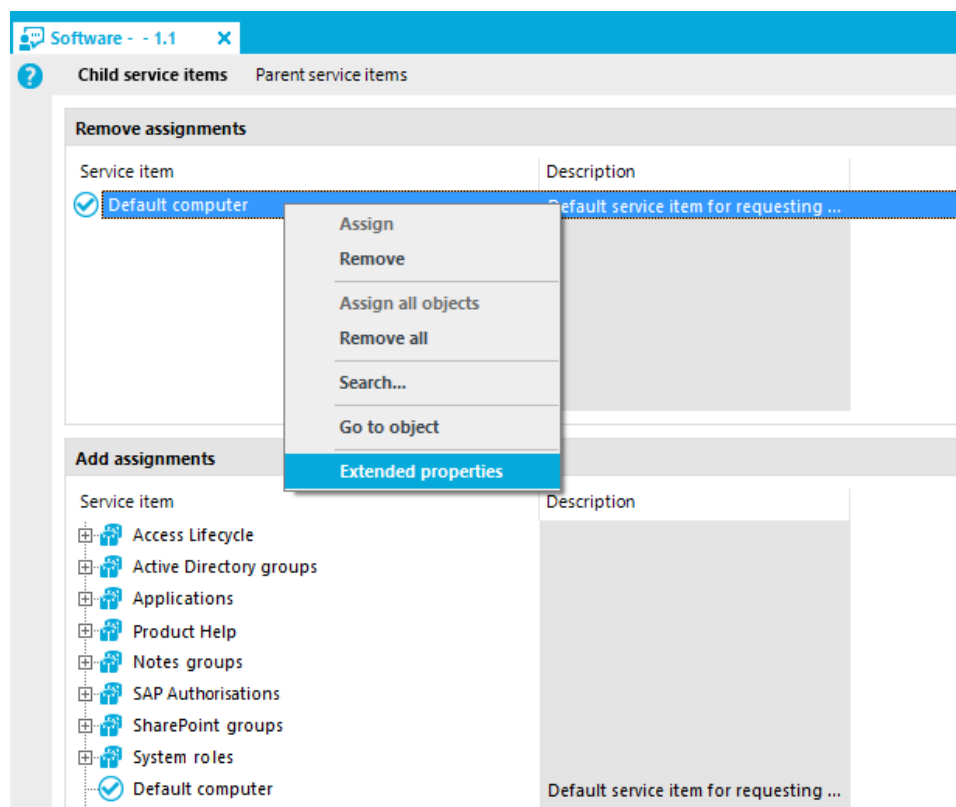 Software - - 1.1
Child service items Parent service items
Remove assignments
Service item Description
Default computer Default service item for requesting ...
Assign
Remove
Assign all objects
Remove all
Search...
Go to object
Extended properties
Add assignments
Service item Description
Access Lifecycle
Active Directory groups
Applications
Product Help
Notes groups
SAP Authorisations
SharePoint groups
System roles
Default computer Default service item for requesting ...